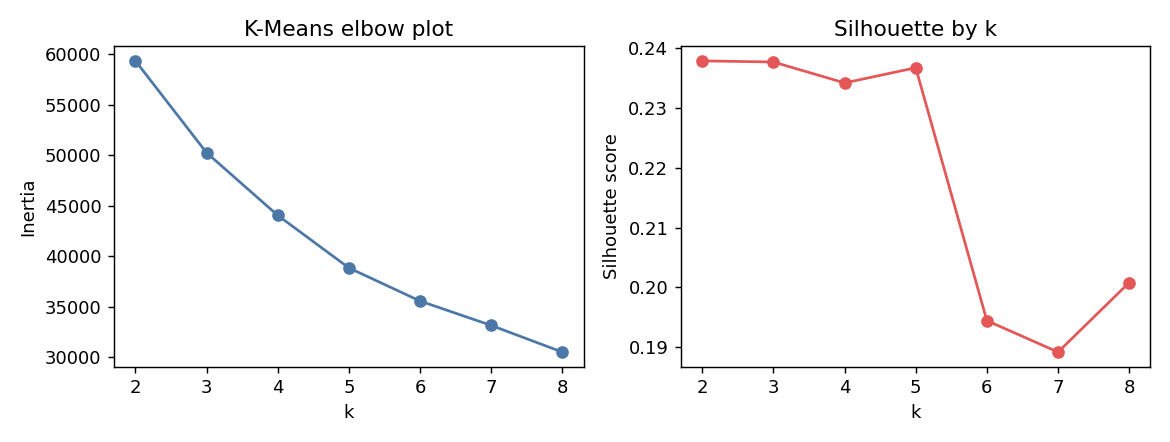 K-Means elbow plot
Inertia
60000
55000
50000
45000
40000
35000
30000
2 3 4 5 6 7 8
k
Silhouette by k
Silhouette score
0.24
0.23
0.22
0.21
0.20
0.19
2 3 4 5 6 7 8
k